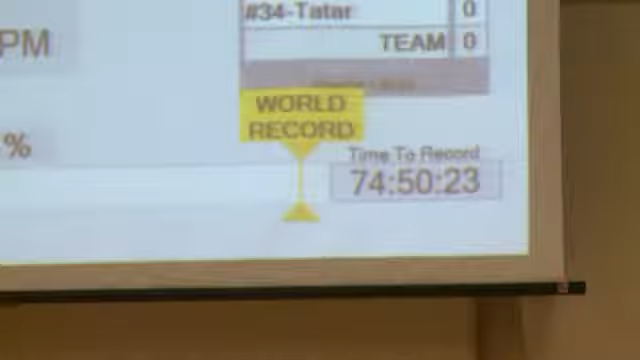 #34-Tatar 0
PM
TEAM 0
WORLD
RECORD
%
Time To Record
74:50:23